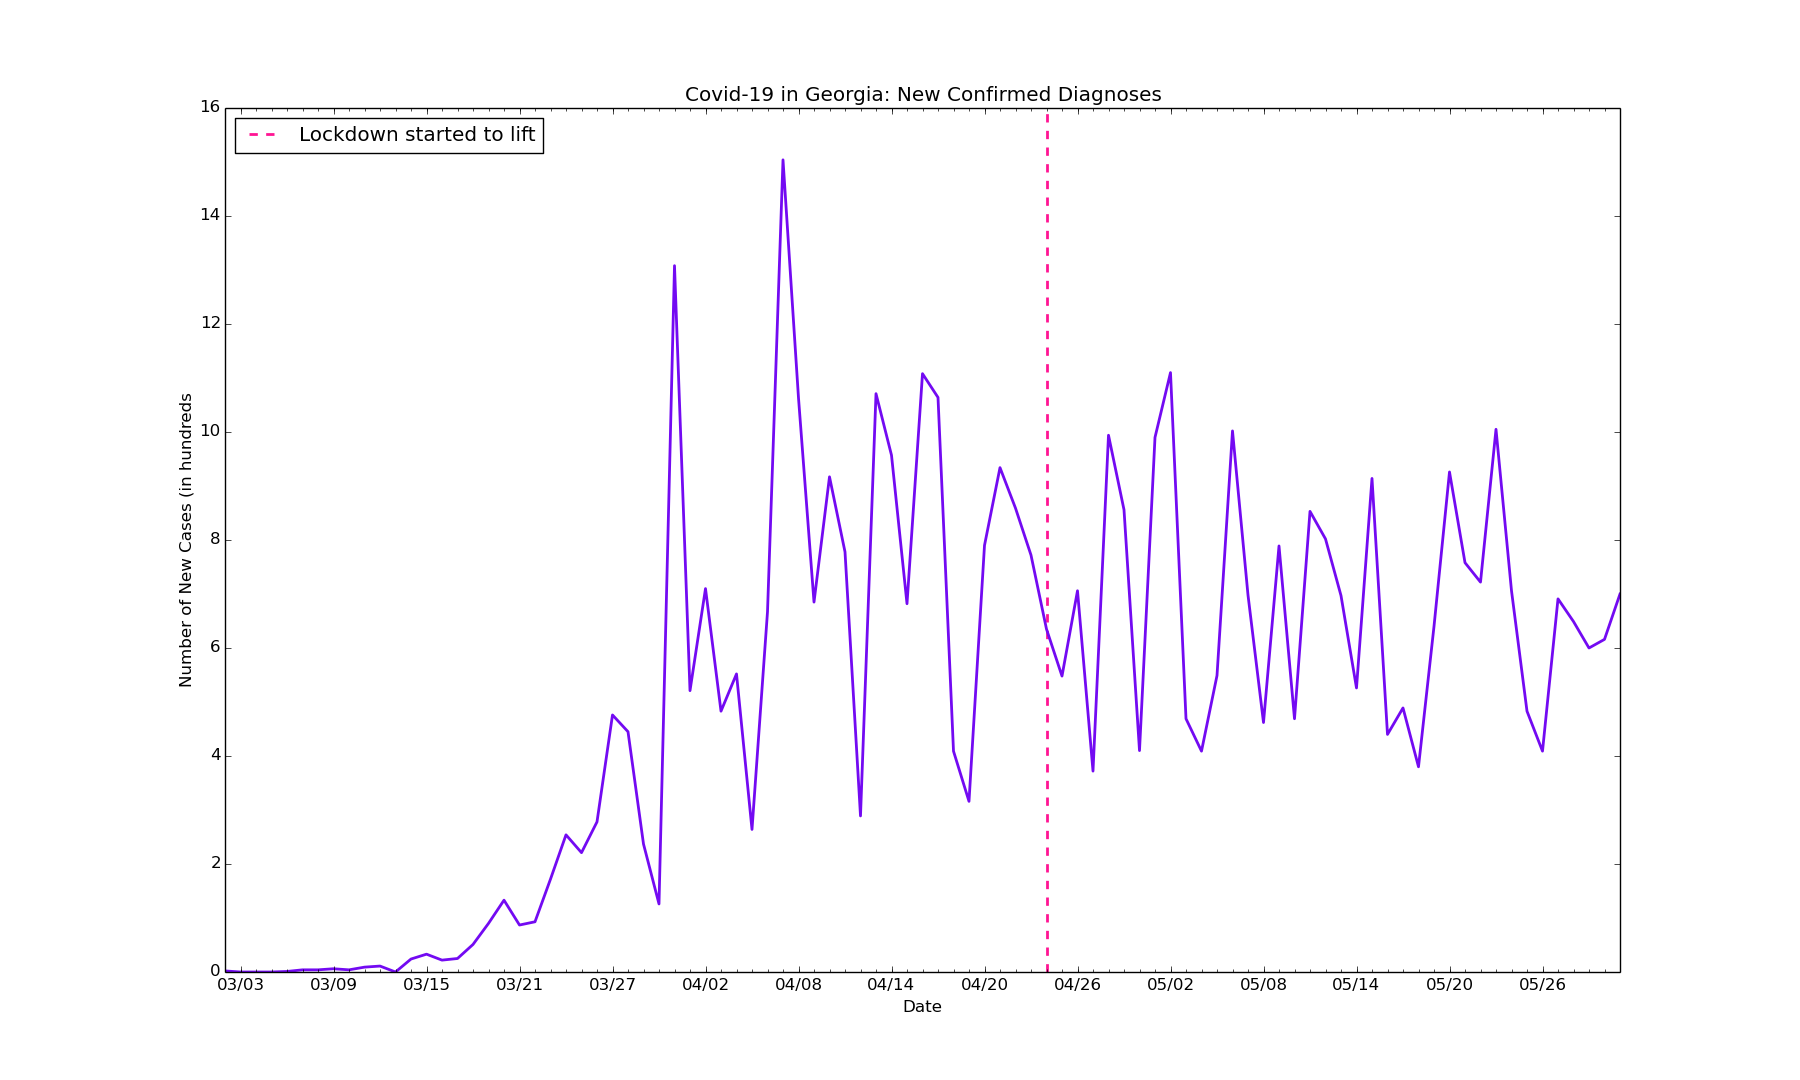 Covid-19 in Georgia: New Confirmed Diagnoses
Lockdown started to lift
Number of New Cases (in hundreds
16
14
12
10
8
6
4
2
0
03/03 03/09 03/15 03/21 03/27 04/02 04/08 04/14 04/20 04/26 05/02 05/08 05/14 05/20 05/26
Date